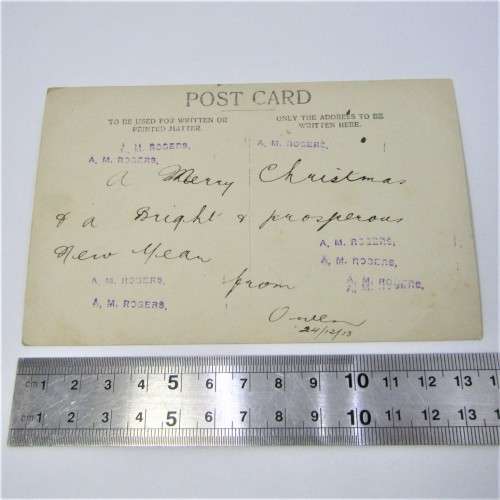 POST CARD
TO BE USED FOR WRITTEN OR
PRINTED MATTER.
ONLY THE ADDRESS TO BE
WRITTEN HERE.
A. M. ROGERS,
A. M. ROGERS,
A. M. ROGERS,
a Merry Christmas
& a Bright & prosperous
New Year
A. M. ROGERS,
A. M. ROGERS,
A. M. ROGERS,
A. M. ROGERS,
from
A. M. ROGERS,
A. M. ROGERS,
Owen
24/12/13
cm 1 2 3 4 5 6 7 8 9 10 11 12 13
cm 1 2 3 4 5 6 7 8 9 10 11 12 13